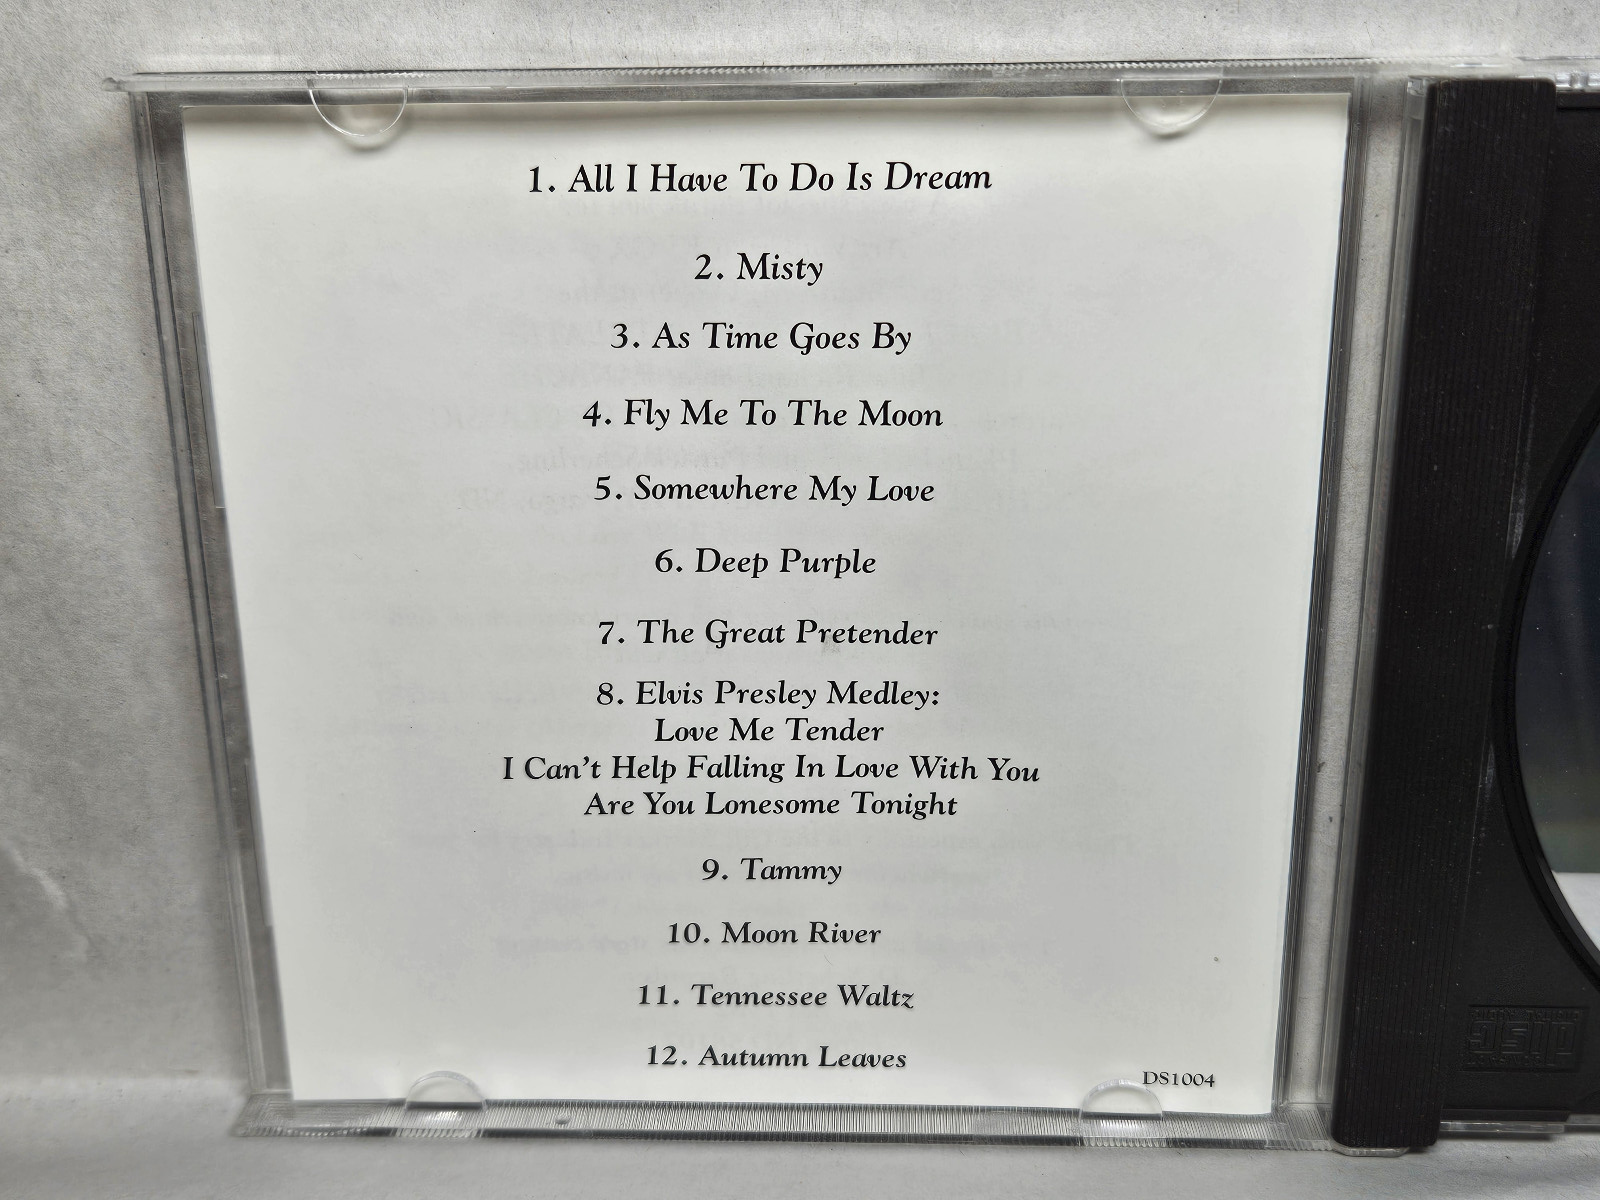 1. All I Have To Do Is Dream
2. Misty
3. As Time Goes By
4. Fly Me To The Moon
5. Somewhere My Love
6. Deep Purple
7. The Great Pretender
8. Elvis Presley Medley:
Love Me Tender
I Can't Help Falling In Love With You
Are You Lonesome Tonight
9. Tammy
10. Moon River
11. Tennessee Waltz
12. Autumn Leaves
DS1004